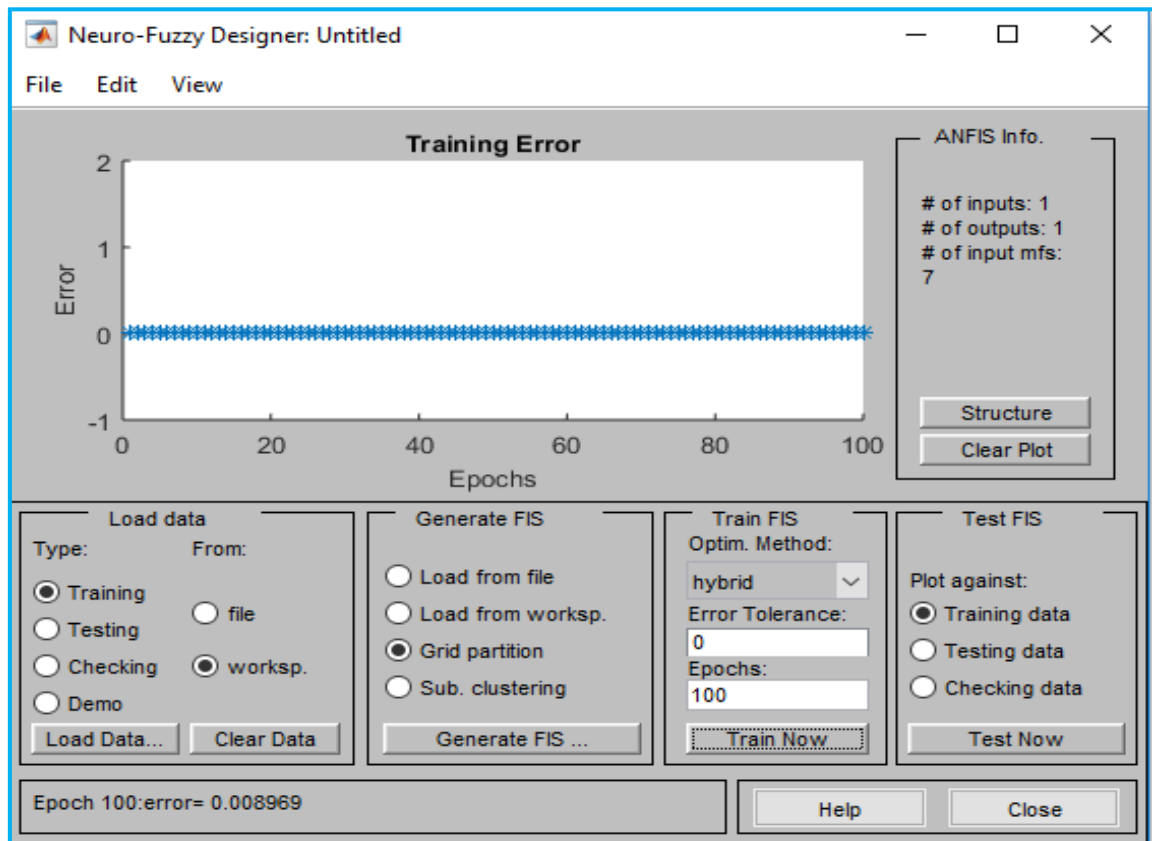 Neuro-Fuzzy Designer: Untitled
File Edit View
Training Error
2
1
0
-1
Error
0 20 40 60 80 100
Epochs
ANFIS Info.
# of inputs: 1
# of outputs: 1
# of input mfs:
7
Structure
Clear Plot
Load data
Type: From:
Training
Testing
Checking
Demo
file
worksp.
Load Data... Clear Data
Generate FIS
Load from file
Load from worksp.
Grid partition
Sub. clustering
Generate FIS ...
Train FIS
Optim. Method:
hybrid
Error Tolerance:
0
Epochs:
100
Train Now
Test FIS
Plot against:
Training data
Testing data
Checking data
Test Now
Epoch 100:error= 0.008969
Help Close